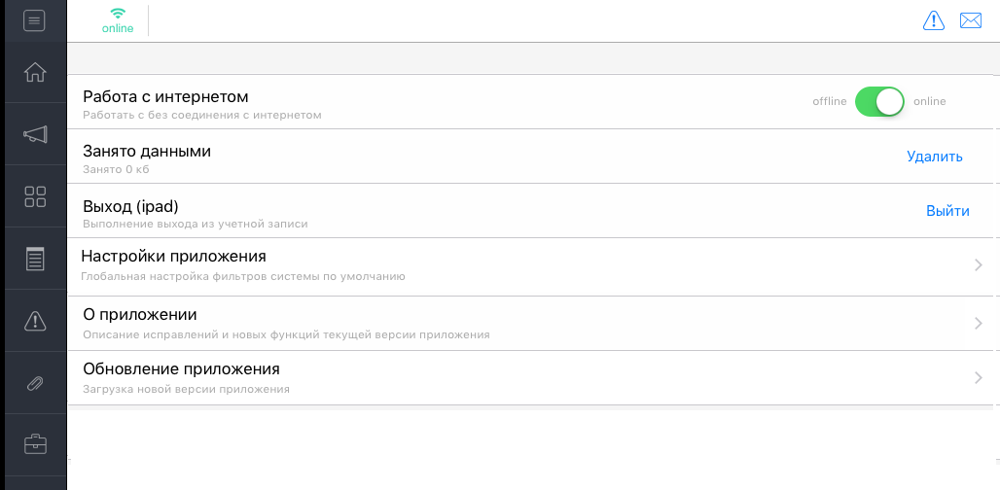 online
Работа с интернетом
offline online
Работать с без соединения с интернетом
Занято данными
Удалить
Занято 0 кб
Выход (ipad)
Выйти
Выполнение выхода из учетной записи
Настройки приложения
Глобальная настройка фильтров системы по умолчанию
О приложении
Описание исправлений и новых функций текущей версии приложения
Обновление приложения
Загрузка новой версии приложения